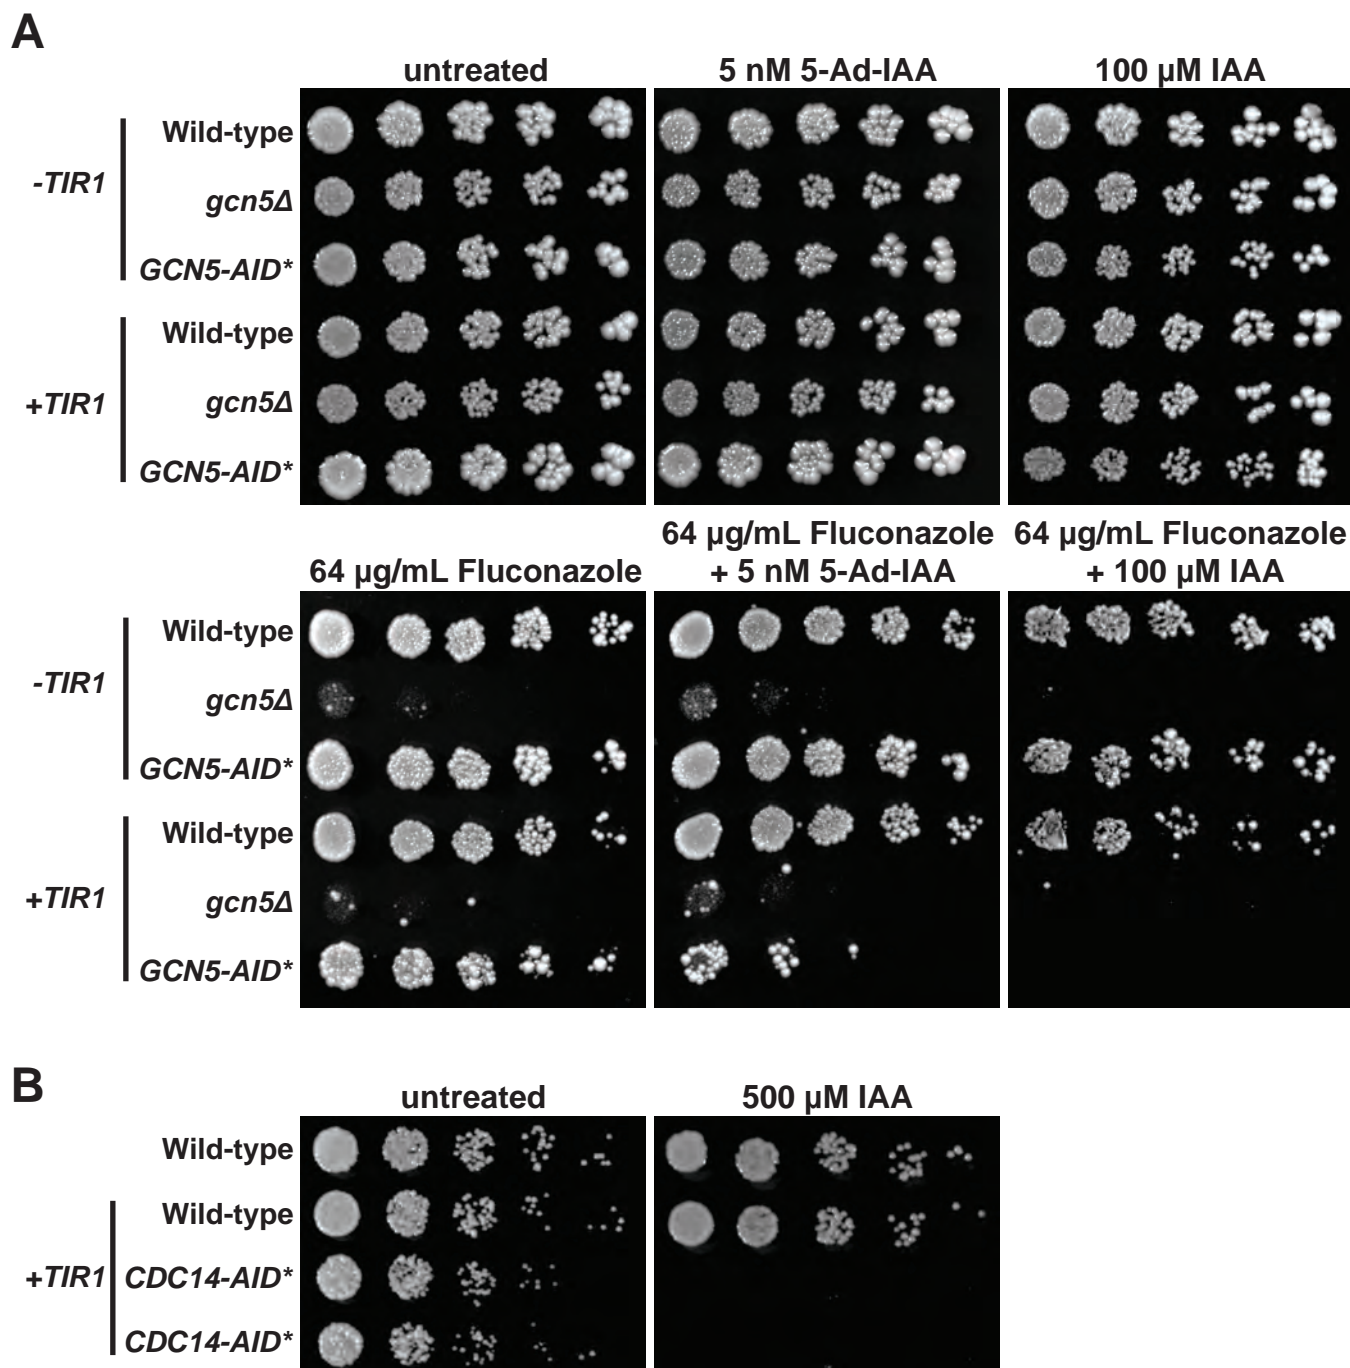 A
untreated
5 nM 5-Ad-IAA
100 µM IAA
-TIR1
Wild-type
gcn5Δ
GCN5-AID*
+TIR1
Wild-type
gcn5Δ
GCN5-AID*
64 µg/mL Fluconazole
64 µg/mL Fluconazole
+ 5 nM 5-Ad-IAA
64 µg/mL Fluconazole
+ 100 µM IAA
-TIR1
Wild-type
gcn5Δ
GCN5-AID*
+TIR1
Wild-type
gcn5Δ
GCN5-AID*
B
untreated
500 µM IAA
Wild-type
+TIR1
Wild-type
CDC14-AID*
CDC14-AID*